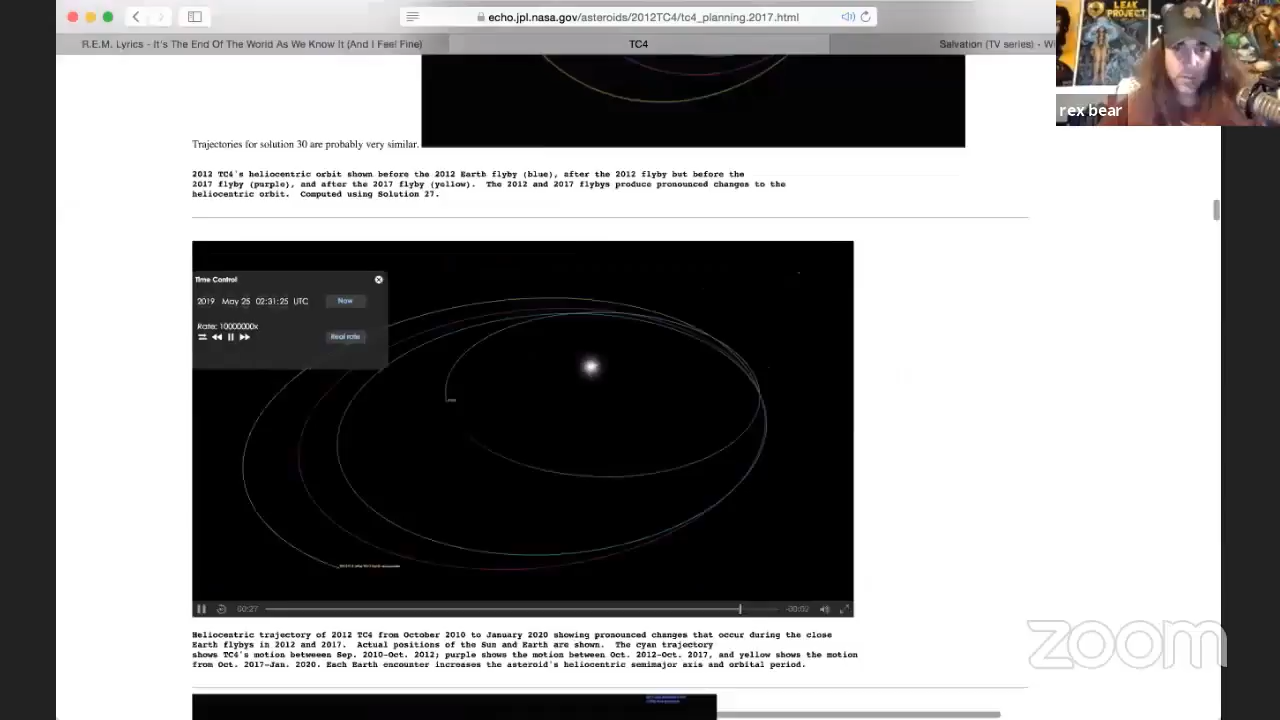 echo.jpl.nasa.gov/asteroids/2012TC4/tc4_planning.2017.html
R.E.M. Lyrics - It's The End Of The World As We Know It (And I Feel Fine)
TC4
Salvation (TV series) - Wi
LEAK
PROJECT
rex bear
Trajectories for solution 30 are probably very similar.
2012 TC4's heliocentric orbit shown before the 2012 Earth flyby (blue), after the 2012 flyby but before the
2017 flyby (purple), and after the 2017 flyby (yellow).  The 2012 and 2017 flybys produce pronounced changes to the
heliocentric orbit.  Computed using Solution 27.
Time Control
2019 May 25 02:31:25 UTC
Now
Rate: 10000000x
Real rate
00:27
-00:02
Heliocentric trajectory of 2012 TC4 from October 2010 to January 2020 showing pronounced changes that occur during the close
Earth flybys in 2012 and 2017.  Actual positions of the Sun and Earth are shown.  The cyan trajectory
shows TC4's motion between Sep. 2010-Oct. 2012; purple shows the motion between Oct. 2012-Oct. 2017, and yellow shows the motion
from Oct. 2017-Jan. 2020. Each Earth encounter increases the asteroid's heliocentric semimajor axis and orbital period.
zoom